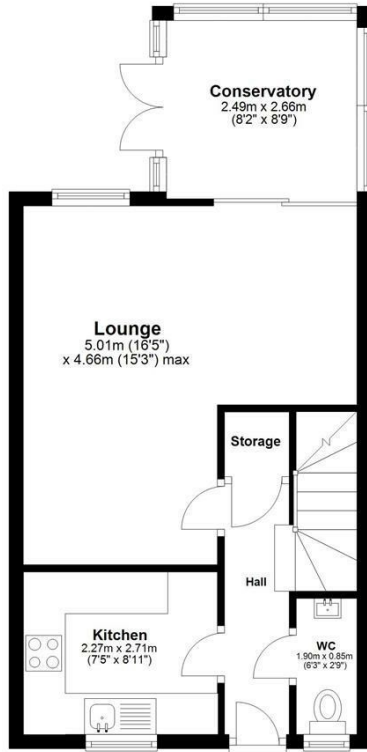 Conservatory
2.49m x 2.66m
(8'2" x 8'9")
Lounge
5.01m (16'5")
x 4.66m (15'3") max
Storage
Hall
Kitchen
2.27m x 2.71m
(7'5" x 8'11")
WC
1.90m x 0.85m
(6'3" x 2'9")